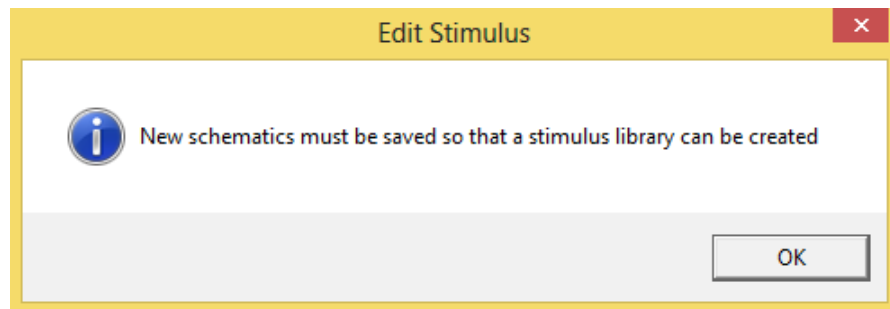 Edit Stimulus
New schematics must be saved so that a stimulus library can be created
OK